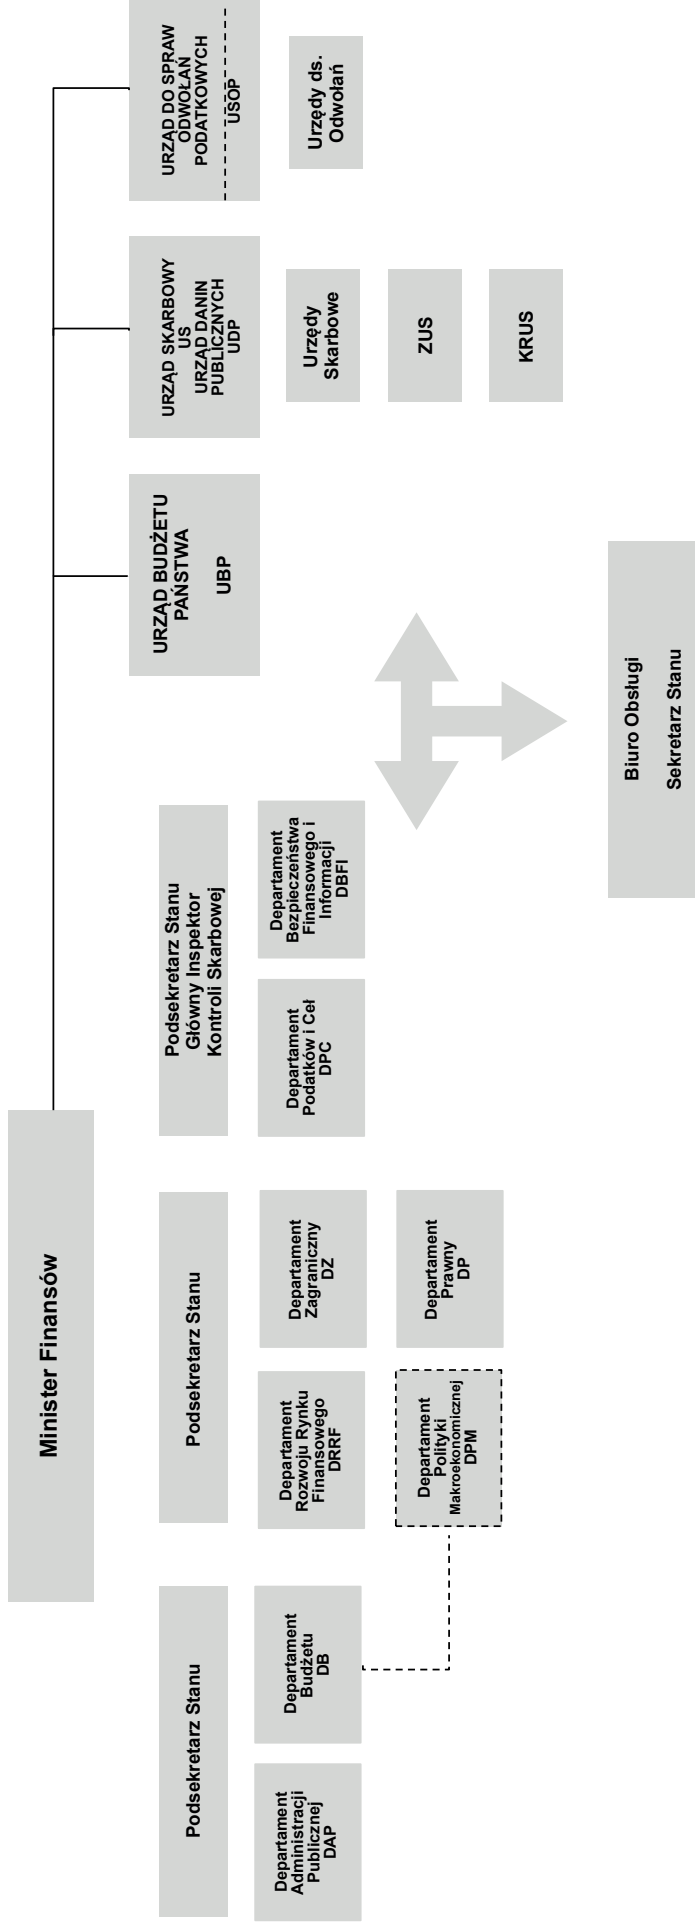 Minister Finansów
Podsekretarz Stanu
Departament
Administracji
Publicznej
DAP
Departament
Budżetu
DB
Podsekretarz Stanu
Departament
Rozwoju Rynku
Finansowego
DRRF
Departament
Zagraniczny
DZ
Departament
Polityki
Makroekonomicznej
DPM
Departament
Prawny
DP
Podsekretarz Stanu
Główny Inspektor
Kontroli Skarbowej
Departament
Podatków i Ceł
DPC
Departament
Bezpieczeństwa
Finansowego i
Informacji
DBFI
URZĄD BUDŻETU
PAŃSTWA
UBP
URZĄD SKARBOWY
US
URZĄD DANIN
PUBLICZNYCH
UDP
Urzędy
Skarbowe
ZUS
KRUS
URZĄD DO SPRAW
ODWOŁAŃ
PODATKOWYCH
USOP
Urzędy ds.
Odwołań
Biuro Obsługi
Sekretarz Stanu